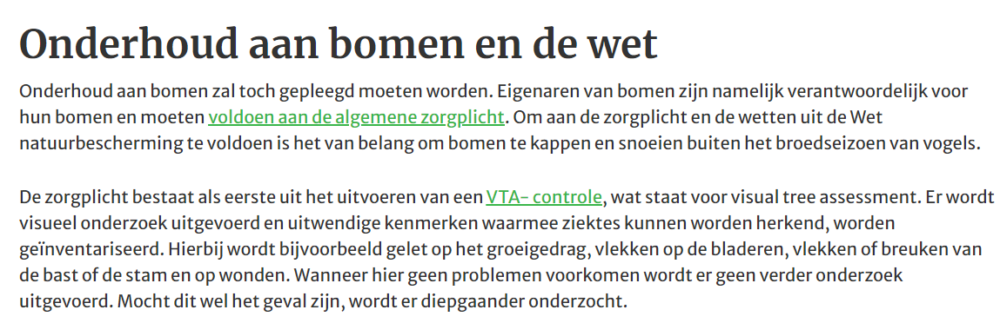 Onderhoud aan bomen en de wet
Onderhoud aan bomen zal toch gepleegd moeten worden. Eigenaren van bomen zijn namelijk verantwoordelijk voor
hun bomen en moeten voldoen aan de algemene zorgplicht. Om aan de zorgplicht en de wetten uit de Wet
natuurbescherming te voldoen is het van belang om bomen te kappen en snoeien buiten het broedseizoen van vogels.
De zorgplicht bestaat als eerste uit het uitvoeren van een VTA- controle, wat staat voor visual tree assessment. Er wordt
visueel onderzoek uitgevoerd en uitwendige kenmerken waarmee ziektes kunnen worden herkend, worden
geïnventariseerd. Hierbij wordt bijvoorbeeld gelet op het groeigedrag, vlekken op de bladeren, vlekken of breuken van
de bast of de stam en op wonden. Wanneer hier geen problemen voorkomen wordt er geen verder onderzoek
uitgevoerd. Mocht dit wel het geval zijn, wordt er diepgaander onderzocht.